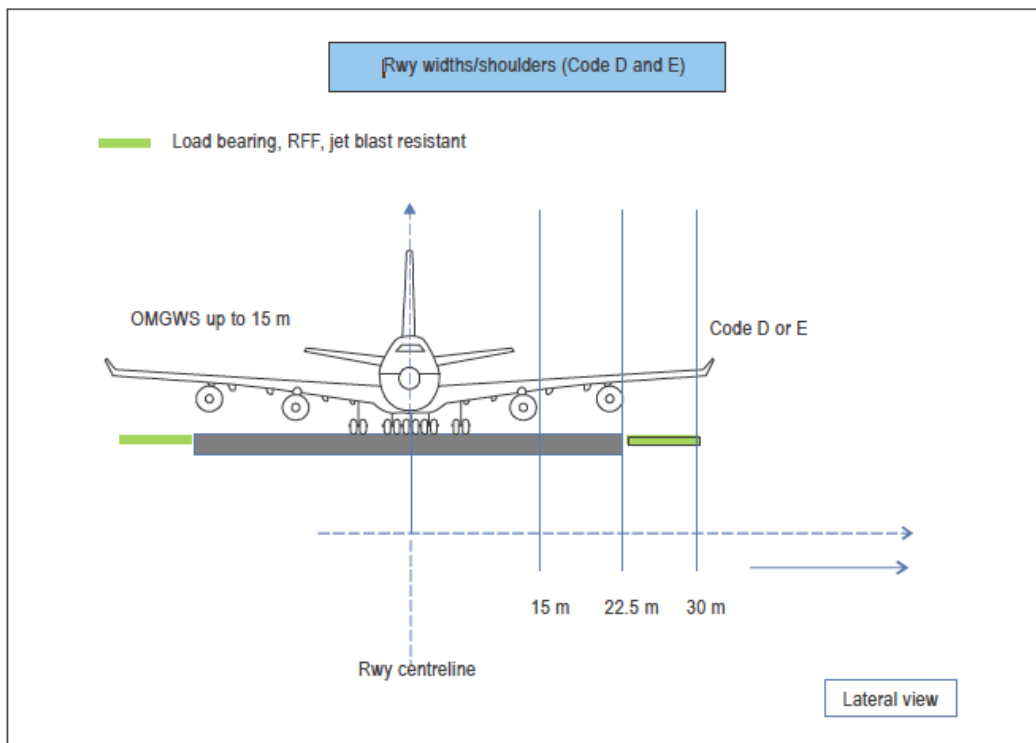 Rwy widths/shoulders (Code D and E)
Load bearing, RFF, jet blast resistant
OMGWS up to 15 m
Code D or E
15 m
22.5 m
30 m
Rwy centreline
Lateral view